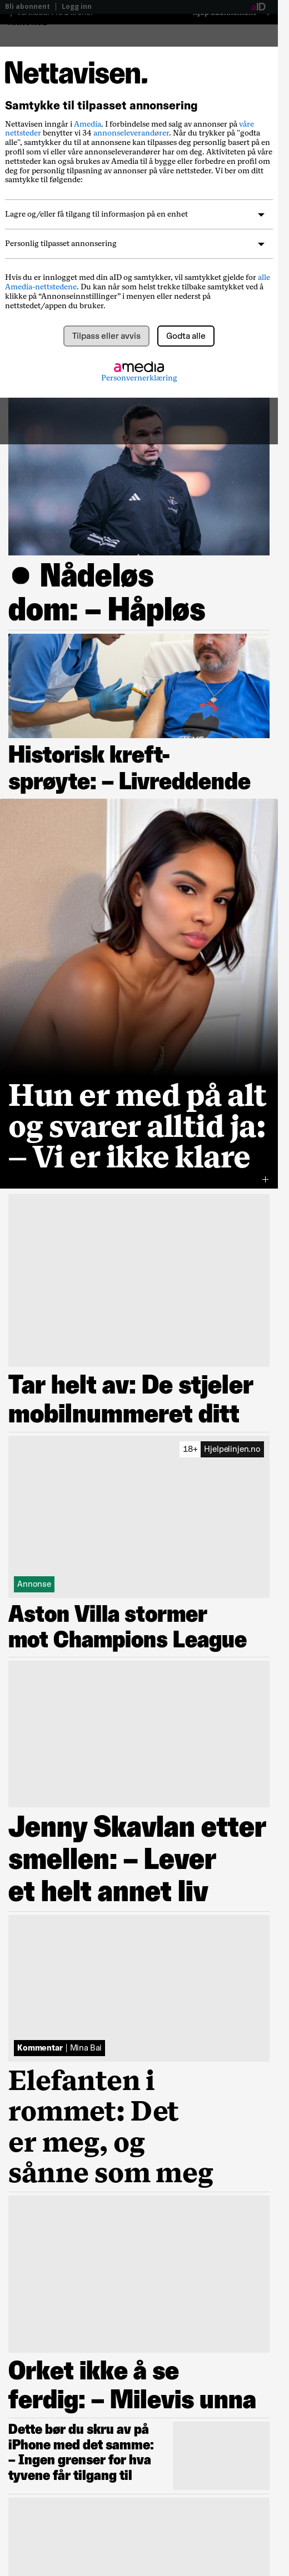 Bli abonnent | Logg inn
aID
Nettavisen.
Samtykke til tilpasset annonsering
Nettavisen inngår i Amedia. I forbindelse med salg av annonser på våre
nettsteder benytter vi 34 annonseleverandører. Når du trykker på "godta
alle", samtykker du til at annonsene kan tilpasses deg personlig basert på en
profil som vi eller våre annonseleverandører har om deg. Aktiviteten på våre
nettsteder kan også brukes av Amedia til å bygge eller forbedre en profil om
deg for personlig tilpasning av annonser på våre nettsteder. Vi ber om ditt
samtykke til følgende:
Lagre og/eller få tilgang til informasjon på en enhet
Personlig tilpasset annonsering
Hvis du er innlogget med din aID og samtykker, vil samtykket gjelde for alle
Amedia-nettstedene. Du kan når som helst trekke tilbake samtykket ved å
klikke på “Annonseinnstillinger” i menyen eller nederst på
nettstedet/appen du bruker.
Tilpass eller avvis
Godta alle
amedia
Personvernerklæring
● Nådeløs
dom: – Håpløs
Historisk kreft-
sprøyte: – Livreddende
Hun er med på alt
og svarer alltid ja:
– Vi er ikke klare
Tar helt av: De stjeler
mobilnummeret ditt
18+ Hjelpelinjen.no
Annonse
Aston Villa stormer
mot Champions League
Jenny Skavlan etter
smellen: – Lever
et helt annet liv
Kommentar | Mina Bai
Elefanten i
rommet: Det
er meg, og
sånne som meg
Orket ikke å se
ferdig: – Milevis unna
Dette bør du skru av på
iPhone med det samme:
– Ingen grenser for hva
tyvene får tilgang til